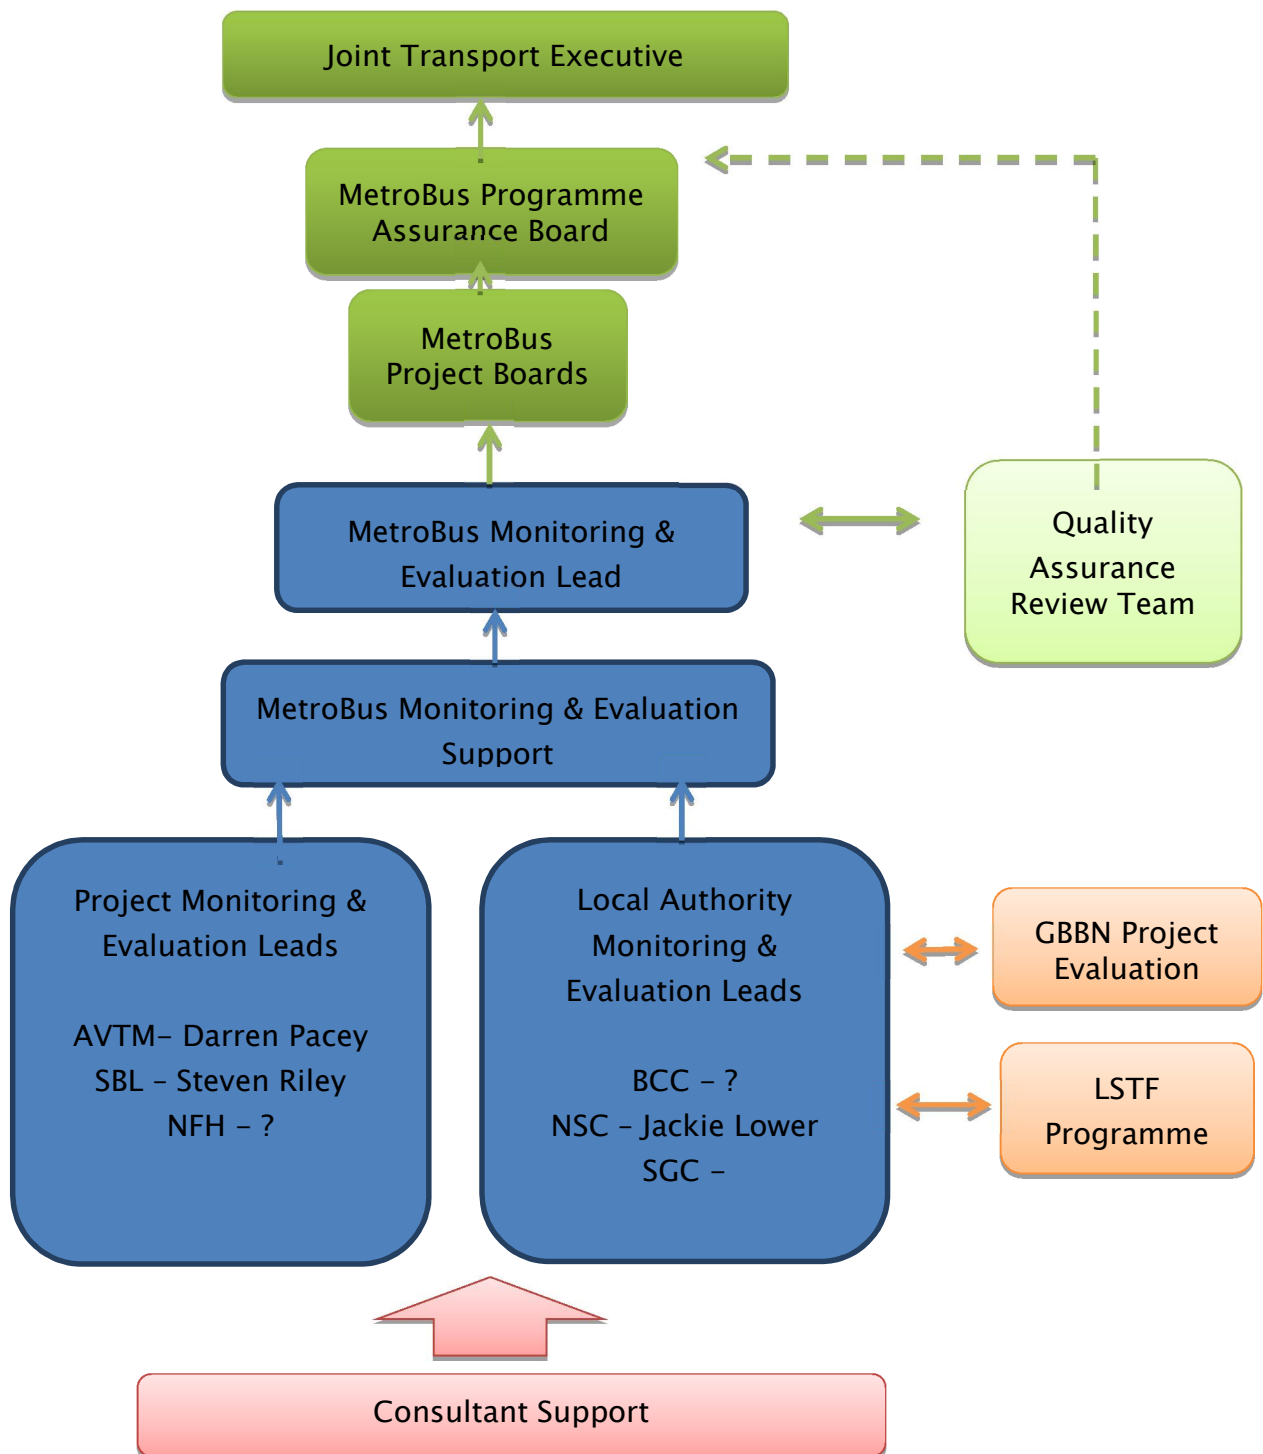 Joint Transport Executive
MetroBus Programme
Assurance Board
MetroBus
Project Boards
MetroBus Monitoring &
Evaluation Lead
Quality
Assurance
Review Team
MetroBus Monitoring & Evaluation
Support
Project Monitoring &
Evaluation Leads
AVTM– Darren Pacey
SBL – Steven Riley
NFH – ?
Local Authority
Monitoring &
Evaluation Leads
BCC – ?
NSC – Jackie Lower
SGC –
GBBN Project
Evaluation
LSTF
Programme
Consultant Support